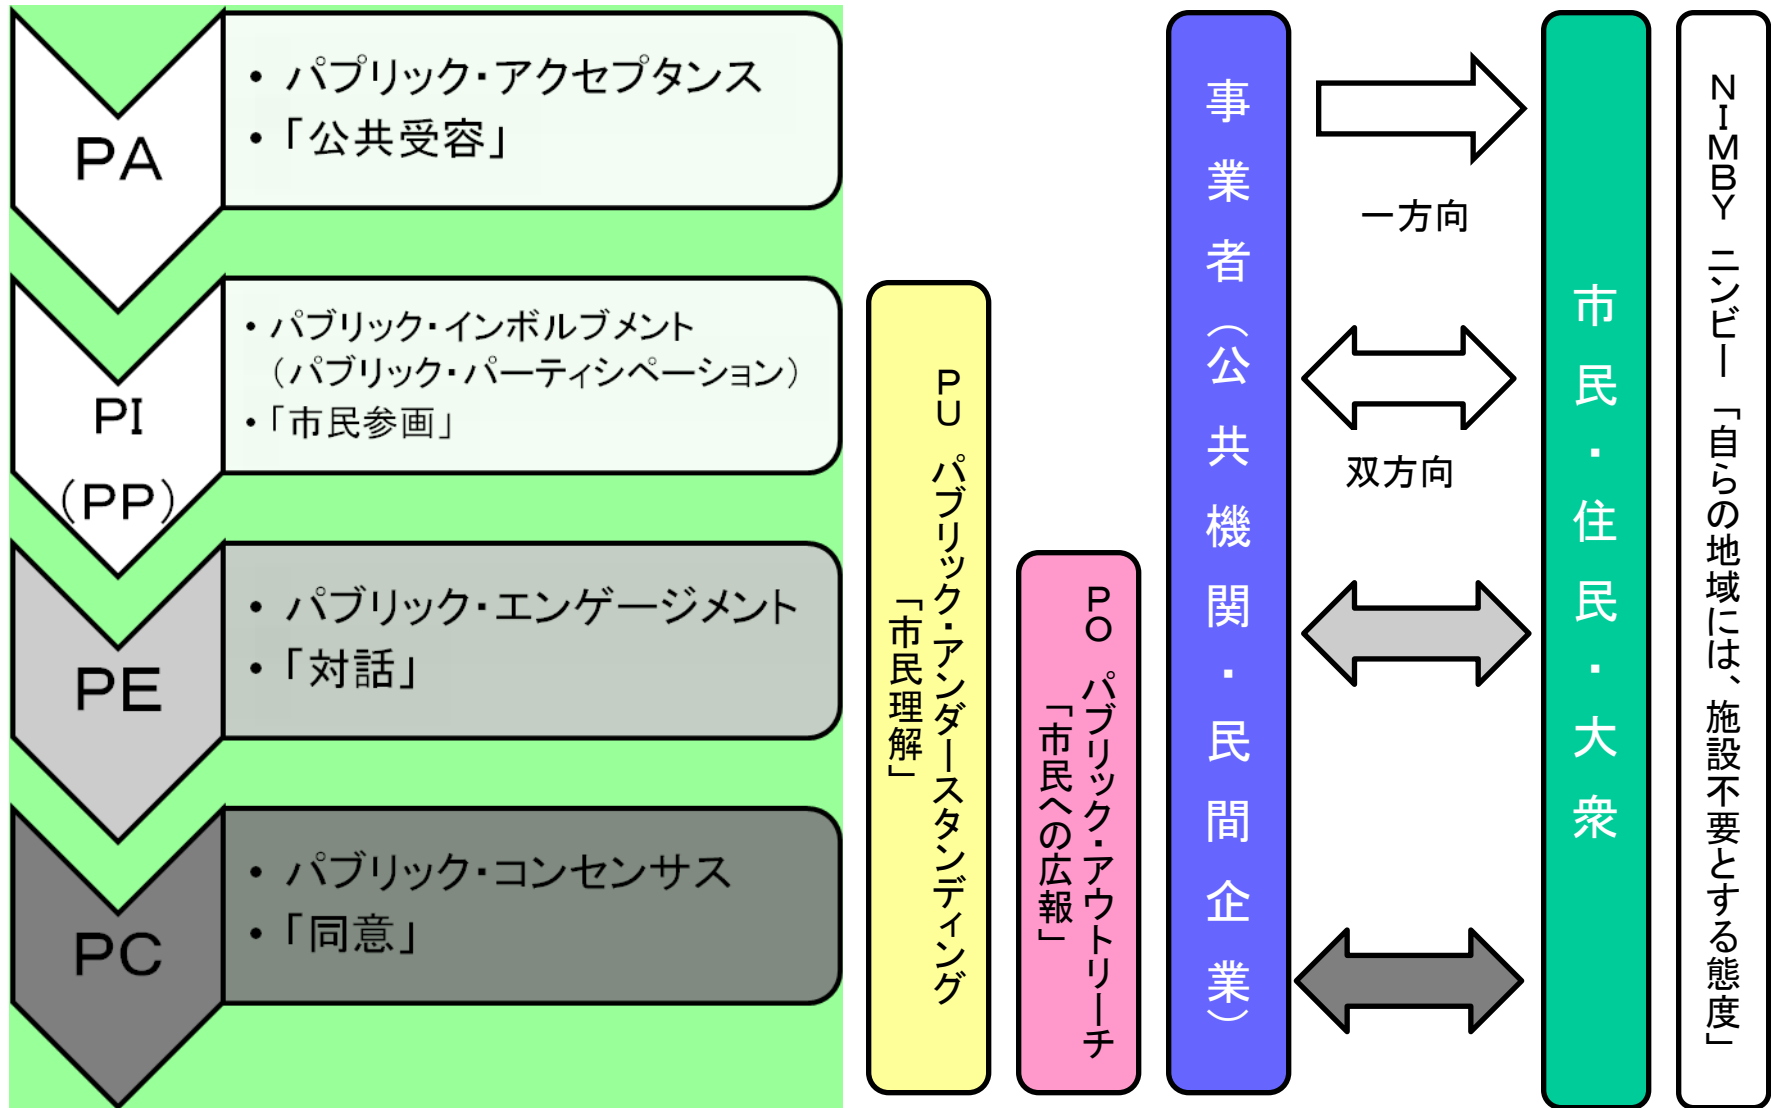 PA
・パプリック・アクセプタンス
・「公共受容」
PI
（PP）
・パブリック・インボルブメント
（パブリック・パーティシペーション）
・「市民参画」
PE
・パブリック・エンゲージメント
・「対話」
PC
・パブリック・コンセンサス
・「同意」
PU パブリック・アンダースタンディング
「市民理解」
PO パブリック・アウトリーチ
「市民への広報」
事業者（公共機関・民間企業）
一方向
双方向
市民・住民・大衆
NIMBY ニンビー 「自らの地域には、施設不要とする態度」